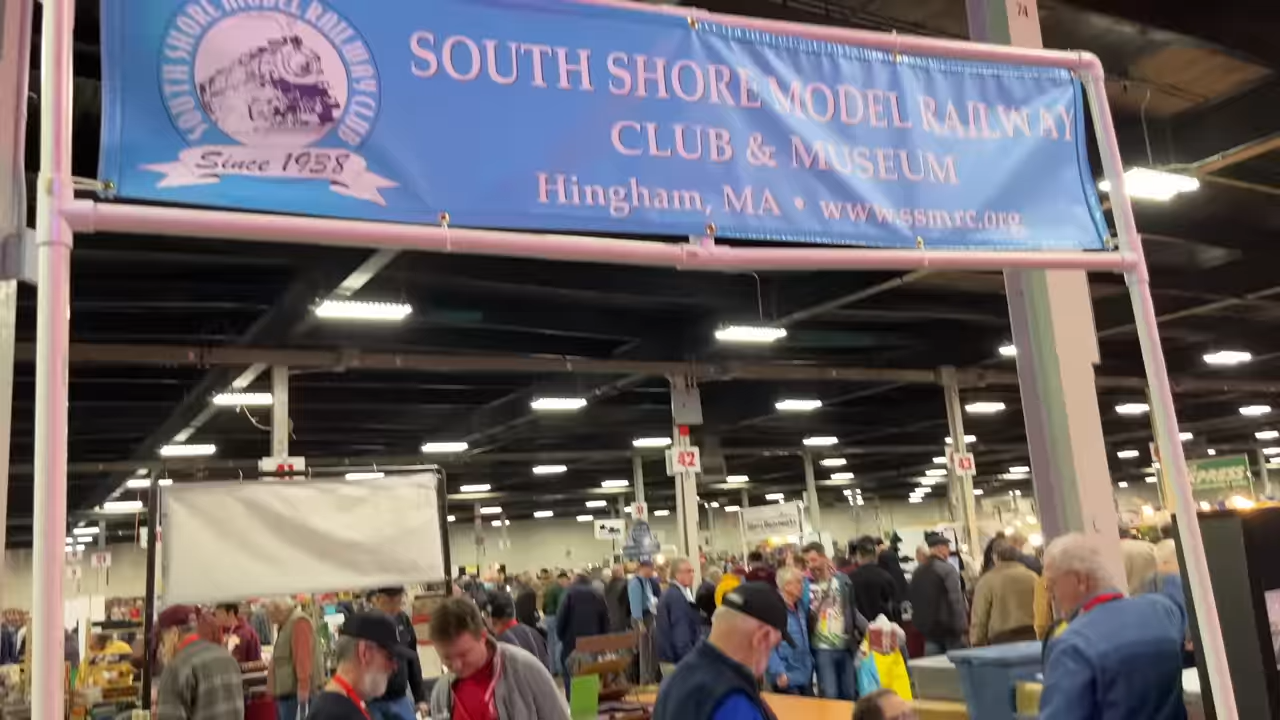 74
SOUTH SHORE MODEL RAILWAY CLUB
Since 1938
SOUTH SHORE MODEL RAILWAY
CLUB & MUSEUM
Hingham, MA • www.ssmrc.org
41
42
43